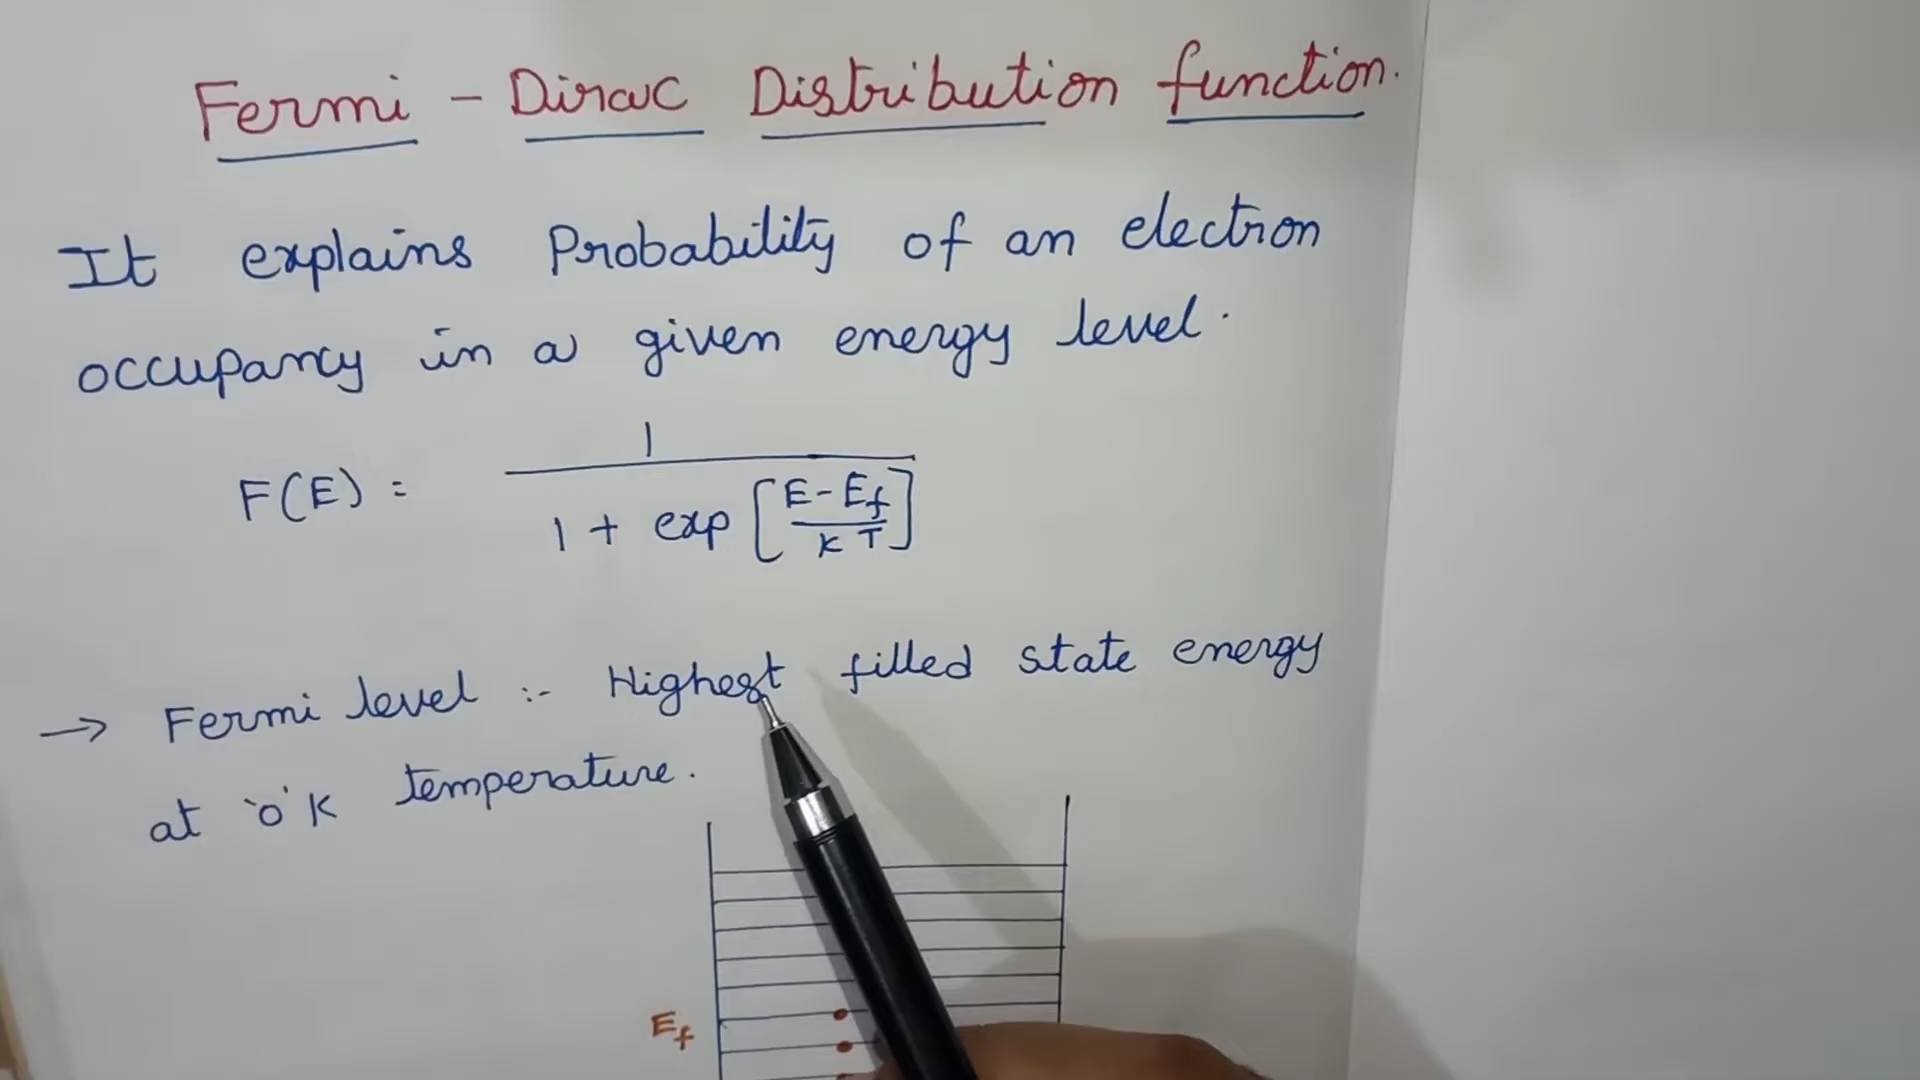 Fermi - Dirac Distribution function.
It explains Probability of an electron
occupancy in a given energy level.
F(E) = 1 / 1 + exp [E - Ef / KT]
→ Fermi level :- Highest filled state energy
at '0' K temperature.
Ef